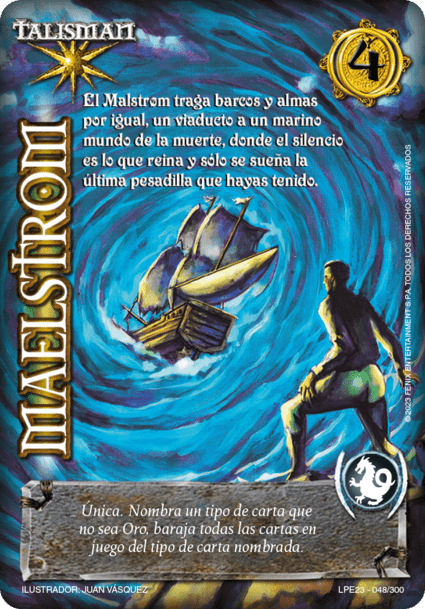 TALISMAN
4
El Malstrom traga barcos y almas
por igual, un viaducto a un marino
mundo de la muerte, donde el silencio
es lo que reina y sólo se sueña la
última pesadilla que hayas tenido.
MAELSTROM
©2023 FENIX ENTERTAINMENT S.P.A. TODOS LOS DERECHOS RESERVADOS
Única. Nombra un tipo de carta que
no sea Oro, baraja todas las cartas en
juego del tipo de carta nombrada.
ILUSTRADOR: JUAN VÁSQUEZ
LPE23 - 048/300